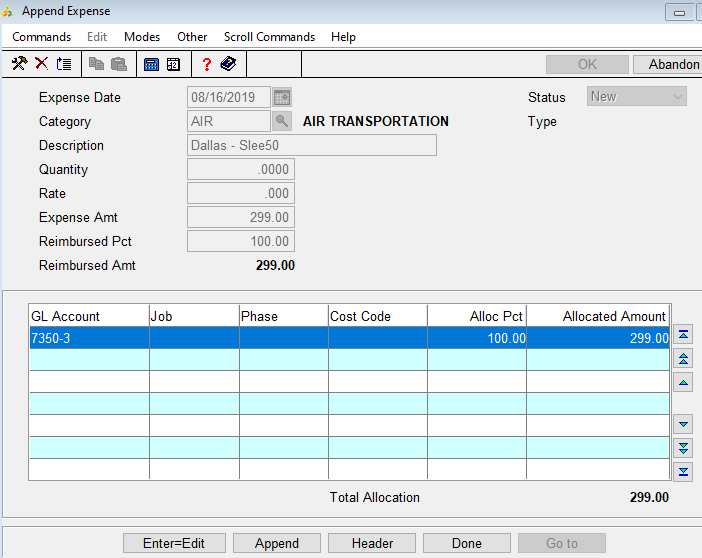 Append Expense
Commands Edit Modes Other Scroll Commands Help
OK Abandon
Expense Date 08/16/2019 Status New
Category AIR AIR TRANSPORTATION Type
Description Dallas - Slee50
Quantity .0000
Rate .000
Expense Amt 299.00
Reimbursed Pct 100.00
Reimbursed Amt 299.00
GL Account Job Phase Cost Code Alloc Pct Allocated Amount
7350-3 100.00 299.00
Total Allocation 299.00
Enter=Edit Append Header Done Go to